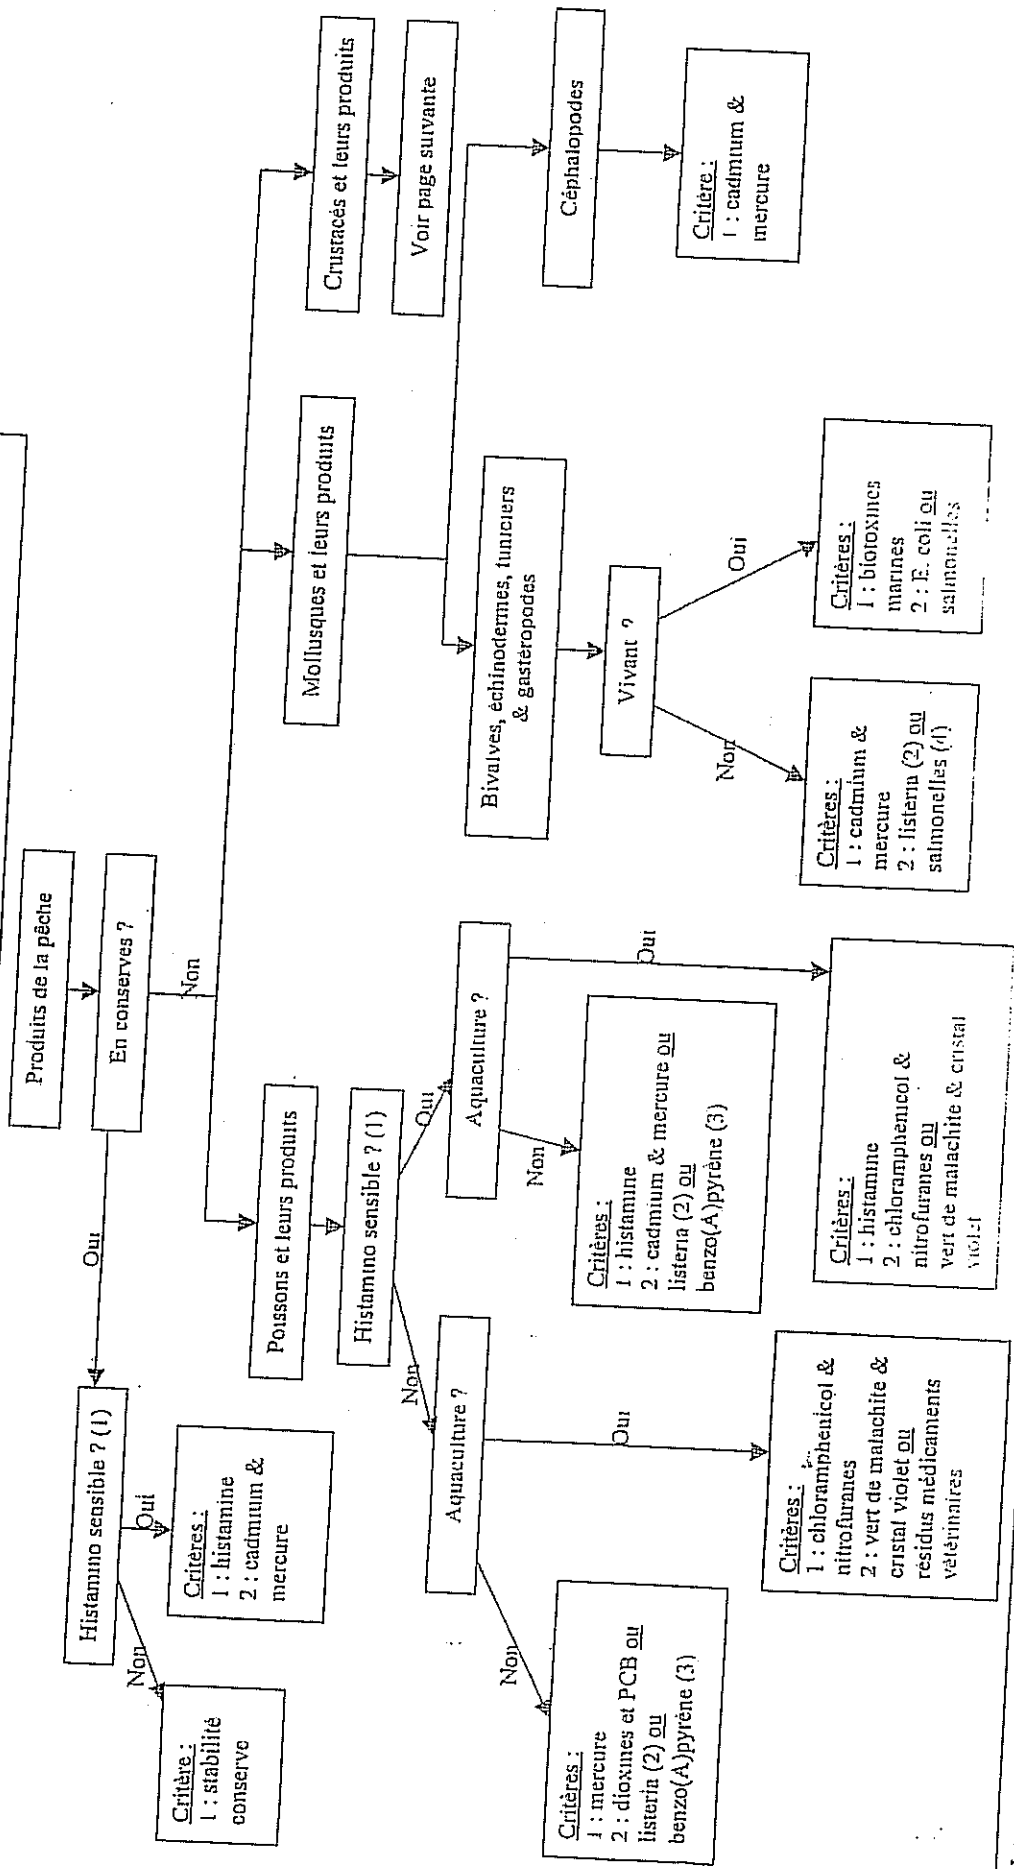 Produits de la pêche
En conserves ?
Oui
Non
Histamino sensible ? (1)
Non
Oui
Critère :
1 : stabilité
conserve
Critères :
1 : histamine
2 : cadmium &
mercure
Poissons et leurs produits
Histamino sensible ? (1)
Non
Oui
Aquaculture ?
Non
Oui
Critères :
1 : mercure
2 : dioxines et PCB ou
listeria (2) ou
benzo(A)pyrène (3)
Critères :
1 : chloramphenicol &
nitrofuranes
2 : vert de malachite &
cristal violet ou
résidus médicaments
vétérinaires
Aquaculture ?
Non
Oui
Critères :
1 : histamine
2 : cadmium & mercure ou
listeria (2) ou
benzo(A)pyrène (3)
Critères :
1 : histamine
2 : chloramphenicol &
nitrofuranes ou
vert de malachite & cristal
violet
Mollusques et leurs produits
Bivalves, échinodermes, tuniciers
& gastéropodes
Vivant ?
Non
Oui
Critères :
1 : cadmium &
mercure
2 : listeria (2) ou
salmonelles (4)
Critères :
1 : biotoxines
marines
2 : E. coli ou
salmonelles
Céphalopodes
Critère :
1 : cadmium &
mercure
Crustacés et leurs produits
Voir page suivante